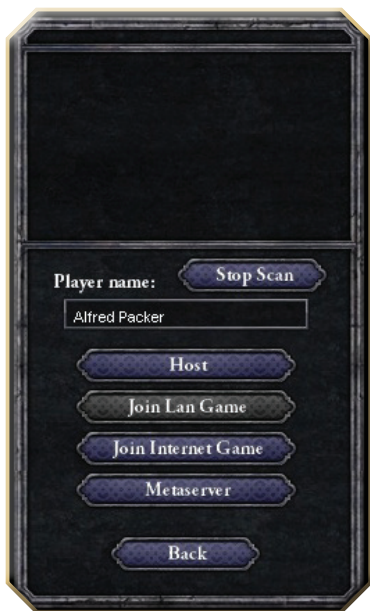 Stop Scan
Player name:
Alfred Packer
Host
Join Lan Game
Join Internet Game
Metaserver
Back